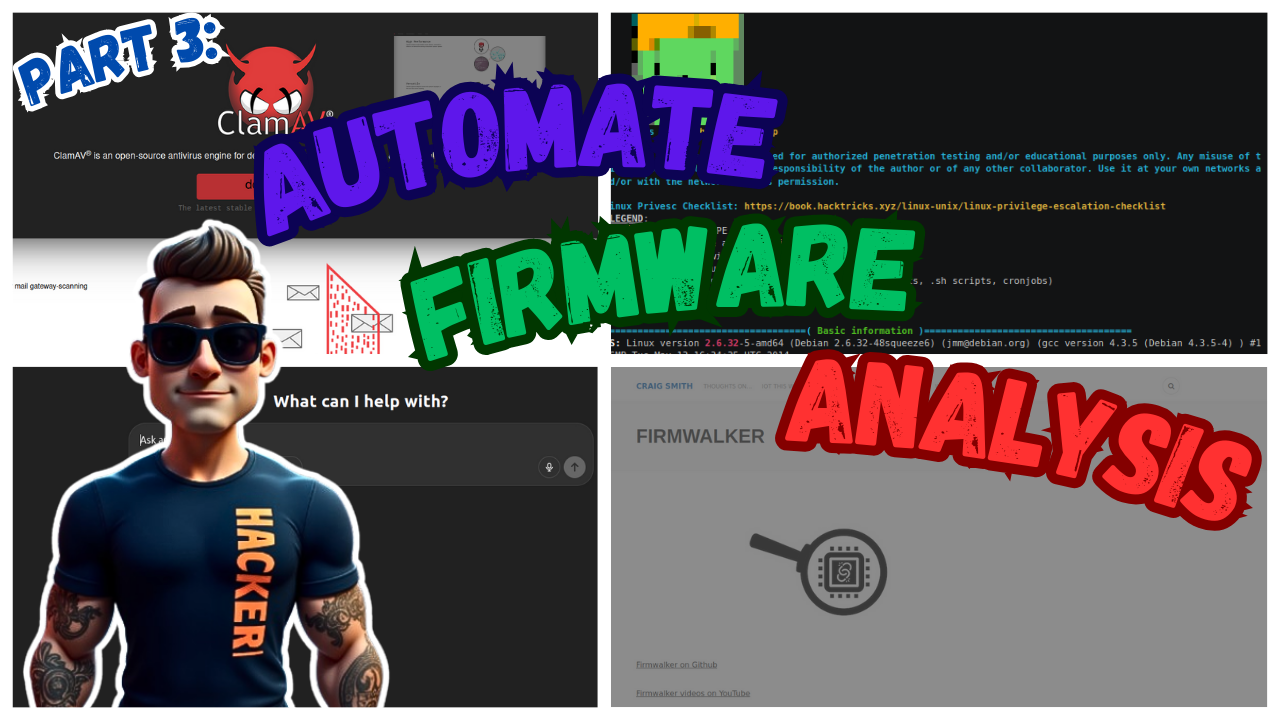 PART 3:
AUTOMATE
FIRMWARE
ANALYSIS
ClamAV®
ClamAV® is an open-source antivirus engine for de
The latest stable
mail gateway-scanning
ed for authorized penetration testing and/or educational purposes only. Any misuse of t
responsibility of the author or of any other collaborator. Use it at your own networks a
d/or with the permission.
inux Privesc Checklist: https://book.hacktricks.xyz/linux-unix/linux-privilege-escalation-checklist
LEGEND:
s, .sh scripts, cronjobs)
( Basic information )
S: Linux version 2.6.32-5-amd64 (Debian 2.6.32-48squeeze6) (jmm@debian.org) (gcc version 4.3.5 (Debian 4.3.5-4) ) #1
What can I help with?
Ask a
HACKER!
CRAIG SMITH
THOUGHTS ON...
FIRMWALKER
Firmwalker on Github
Firmwalker videos on YouTube